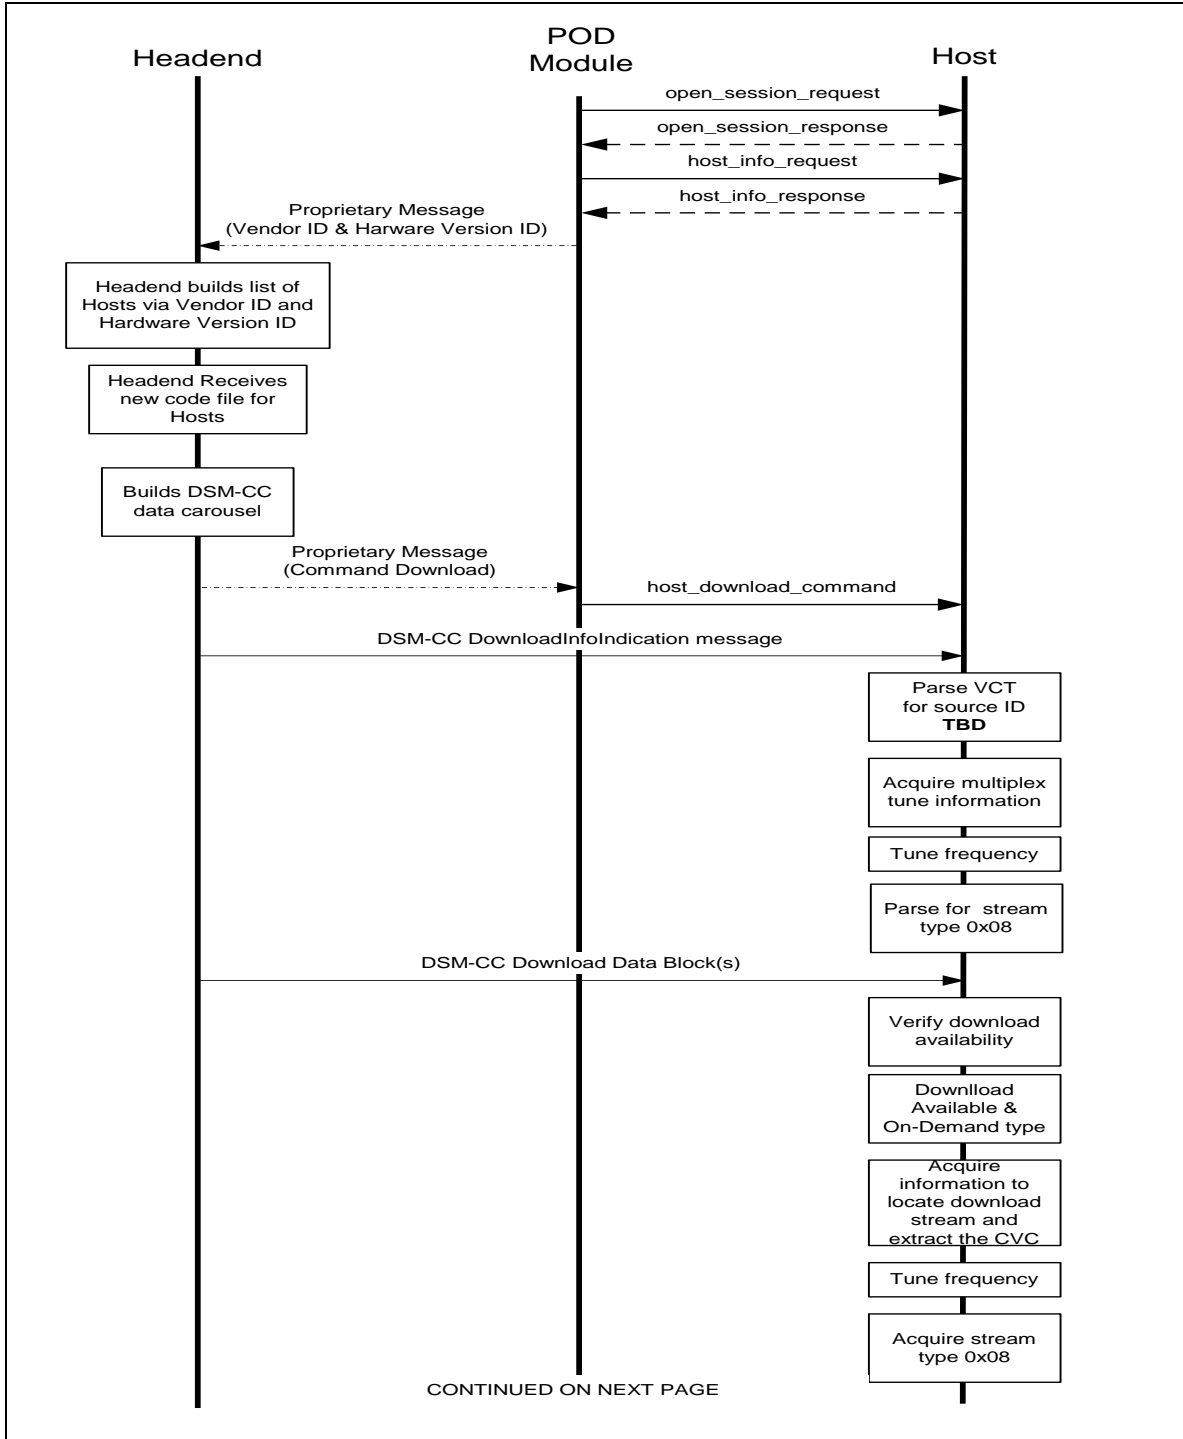 Headend
POD
Module
Host
open_session_request
open_session_response
host_info_request
host_info_response
Proprietary Message
(Vendor ID & Harware Version ID)
Headend builds list of
Hosts via Vendor ID and
Hardware Version ID
Headend Receives
new code file for
Hosts
Builds DSM-CC
data carousel
Proprietary Message
(Command Download)
host_download_command
DSM-CC DownloadInfoIndication message
Parse VCT
for source ID
TBD
Acquire multiplex
tune information
Tune frequency
Parse for stream
type 0x08
DSM-CC Download Data Block(s)
Verify download
availability
Downlload
Available &
On-Demand type
Acquire
information to
locate download
stream and
extract the CVC
Tune frequency
Acquire stream
type 0x08
CONTINUED ON NEXT PAGE